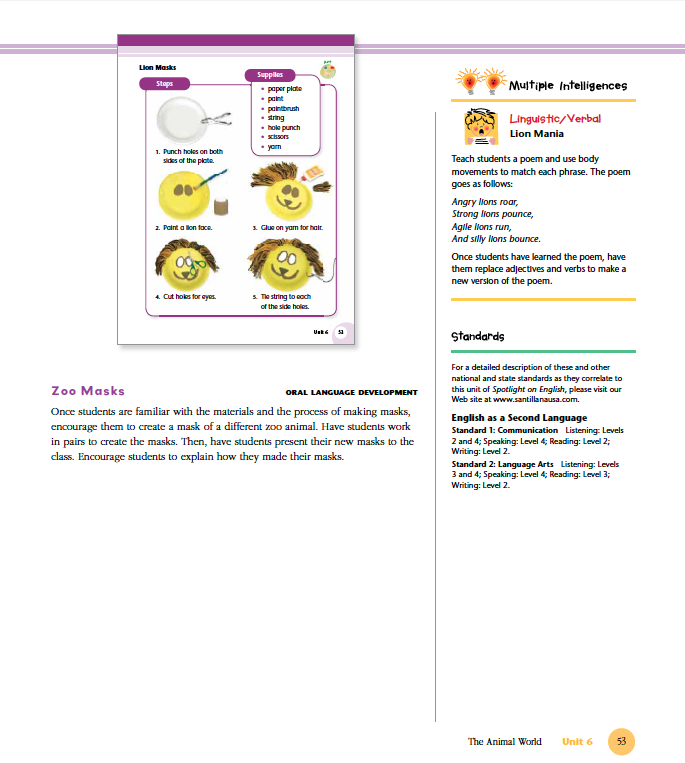 Lion Masks
Art
Steps
Supplies
• paper plate
• paint
• paintbrush
• string
• hole punch
• scissors
• yarn
1. Punch holes on both
sides of the plate.
2. Paint a lion face.
3. Glue on yarn for hair.
4. Cut holes for eyes.
5. Tie string to each
of the side holes.
Unit 6 53
Zoo Masks ORAL LANGUAGE DEVELOPMENT
Once students are familiar with the materials and the process of making masks,
encourage them to create a mask of a different zoo animal. Have students work
in pairs to create the masks. Then, have students present their new masks to the
class. Encourage students to explain how they made their masks.
Multiple Intelligences
Linguistic/Verbal
Lion Mania
Teach students a poem and use body
movements to match each phrase. The poem
goes as follows:
Angry lions roar,
Strong lions pounce,
Agile lions run,
And silly lions bounce.
Once students have learned the poem, have
them replace adjectives and verbs to make a
new version of the poem.
Standards
For a detailed description of these and other
national and state standards as they correlate to
this unit of Spotlight on English, please visit our
Web site at www.santillanausa.com.
English as a Second Language
Standard 1: Communication Listening: Levels
2 and 4; Speaking: Level 4; Reading: Level 2;
Writing: Level 2.
Standard 2: Language Arts Listening: Levels
3 and 4; Speaking: Level 4; Reading: Level 3;
Writing: Level 2.
The Animal World Unit 6 53